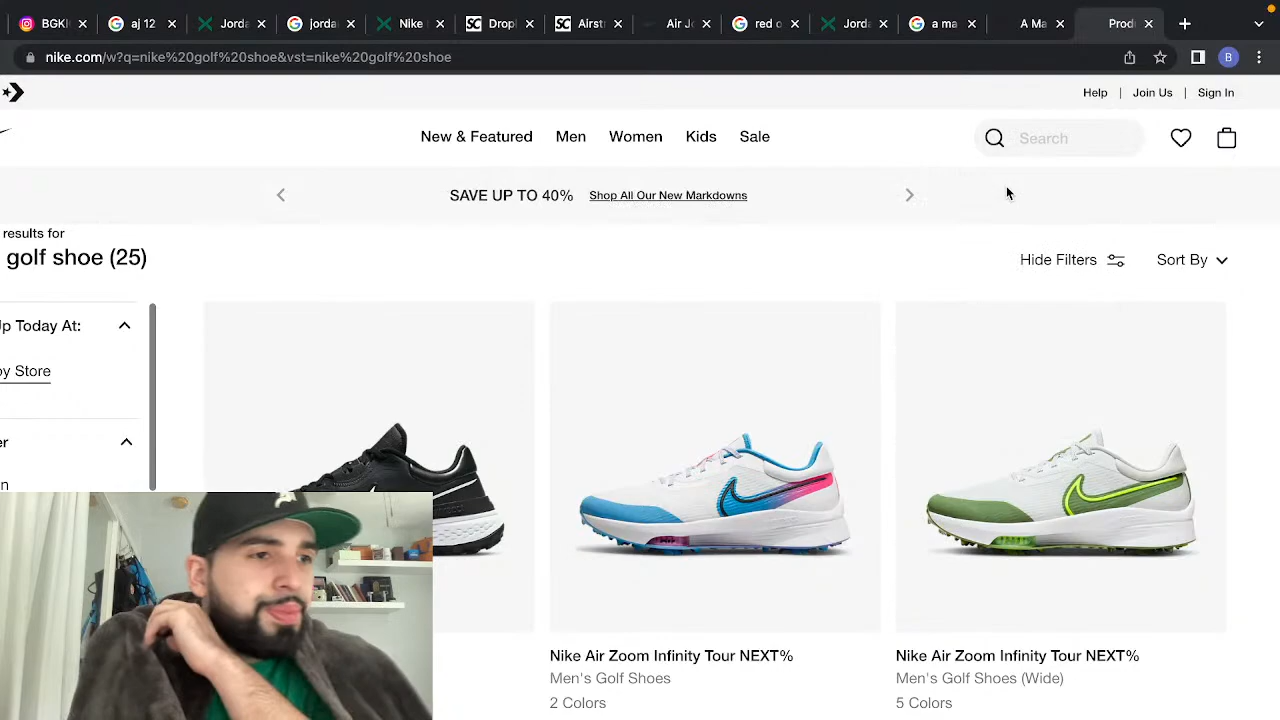 BGKI
aj 12
Jorda
jorda
Nike
Dropl
Airst
Air Jo
red o
Jorda
a ma
A Ma
Prod
nike.com/w?q=nike%20golf%20shoe&vst=nike%20golf%20shoe
B
Help | Join Us | Sign In
New & Featured Men Women Kids Sale
Search
SAVE UP TO 40% Shop All Our New Markdowns
results for
golf shoe (25)
Hide Filters
Sort By
Up Today At:
by Store
er
n
Nike Air Zoom Infinity Tour NEXT%
Men's Golf Shoes
2 Colors
Nike Air Zoom Infinity Tour NEXT%
Men's Golf Shoes (Wide)
5 Colors